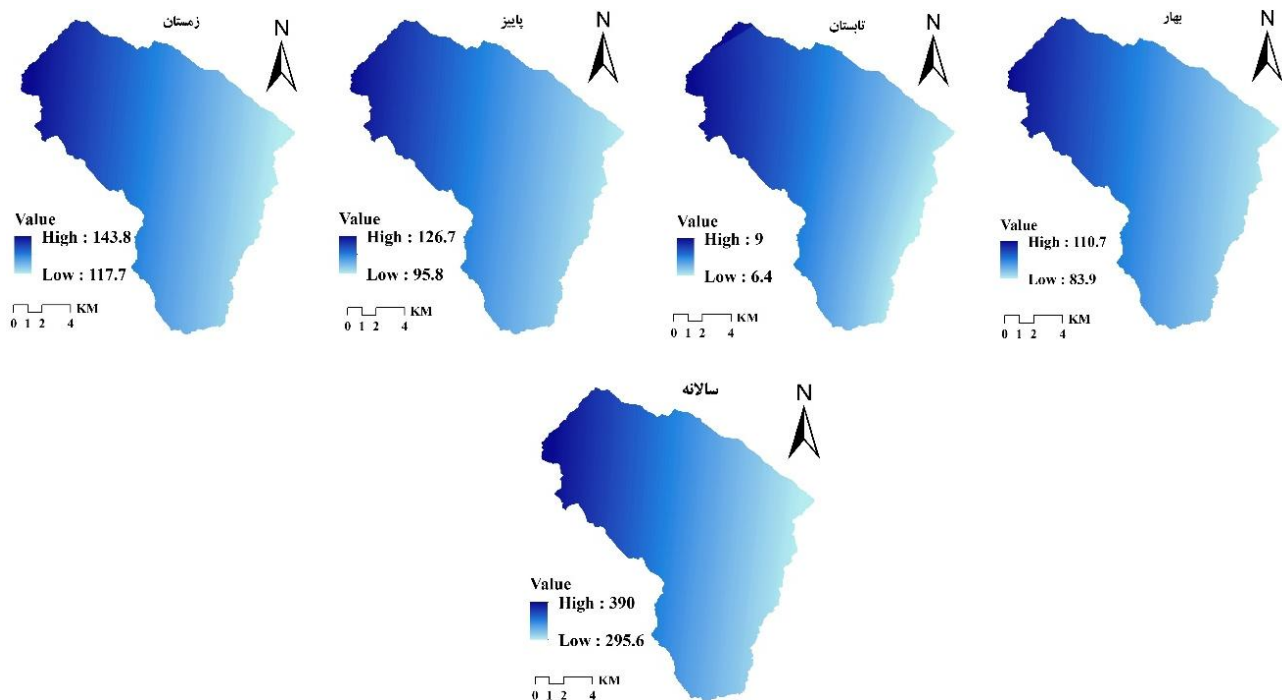 زمستان
N
Value
High : 143.8
Low : 117.7
KM
0 1 2 4
پاییز
N
Value
High : 126.7
Low : 95.8
KM
0 1 2 4
تابستان
N
Value
High : 9
Low : 6.4
KM
0 1 2 4
بهار
N
Value
High : 110.7
Low : 83.9
KM
0 1 2 4
سالانه
N
Value
High : 390
Low : 295.6
KM
0 1 2 4